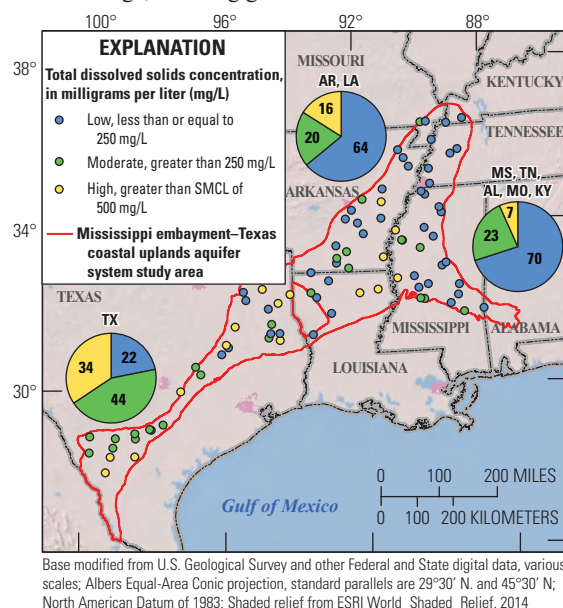 100°
96°
92°
88°
38°
34°
30°
EXPLANATION
Total dissolved solids concentration,
in milligrams per liter (mg/L)
Low, less than or equal to
250 mg/L
Moderate, greater than 250 mg/L
High, greater than SMCL of
500 mg/L
Mississippi embayment–Texas
coastal uplands aquifer
system study area
MISSOURI
AR, LA
16
20
64
KENTUCKY
TENNESSEE
ARKANSAS
MS, TN,
AL, MO, KY
7
23
70
TEXAS
TX
34
22
44
MISSISSIPPI
ALABAMA
LOUISIANA
Gulf of Mexico
0 100 200 MILES
0 100 200 KILOMETERS
Base modified from U.S. Geological Survey and other Federal and State digital data, various
scales; Albers Equal-Area Conic projection, standard parallels are 29°30′ N. and 45°30′ N;
North American Datum of 1983; Shaded relief from ESRI World Shaded Relief, 2014